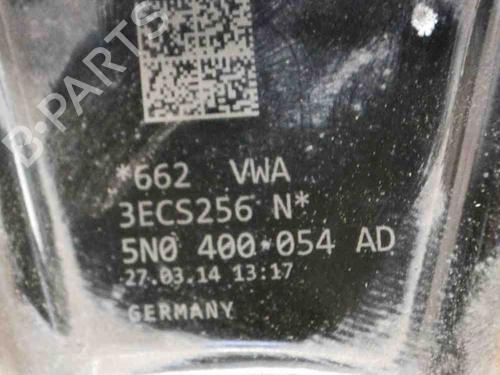 B-PARTS
*662 VWA
3ECS256 N*
5N0 400 054 AD
27.03.14 13:17
GERMANY